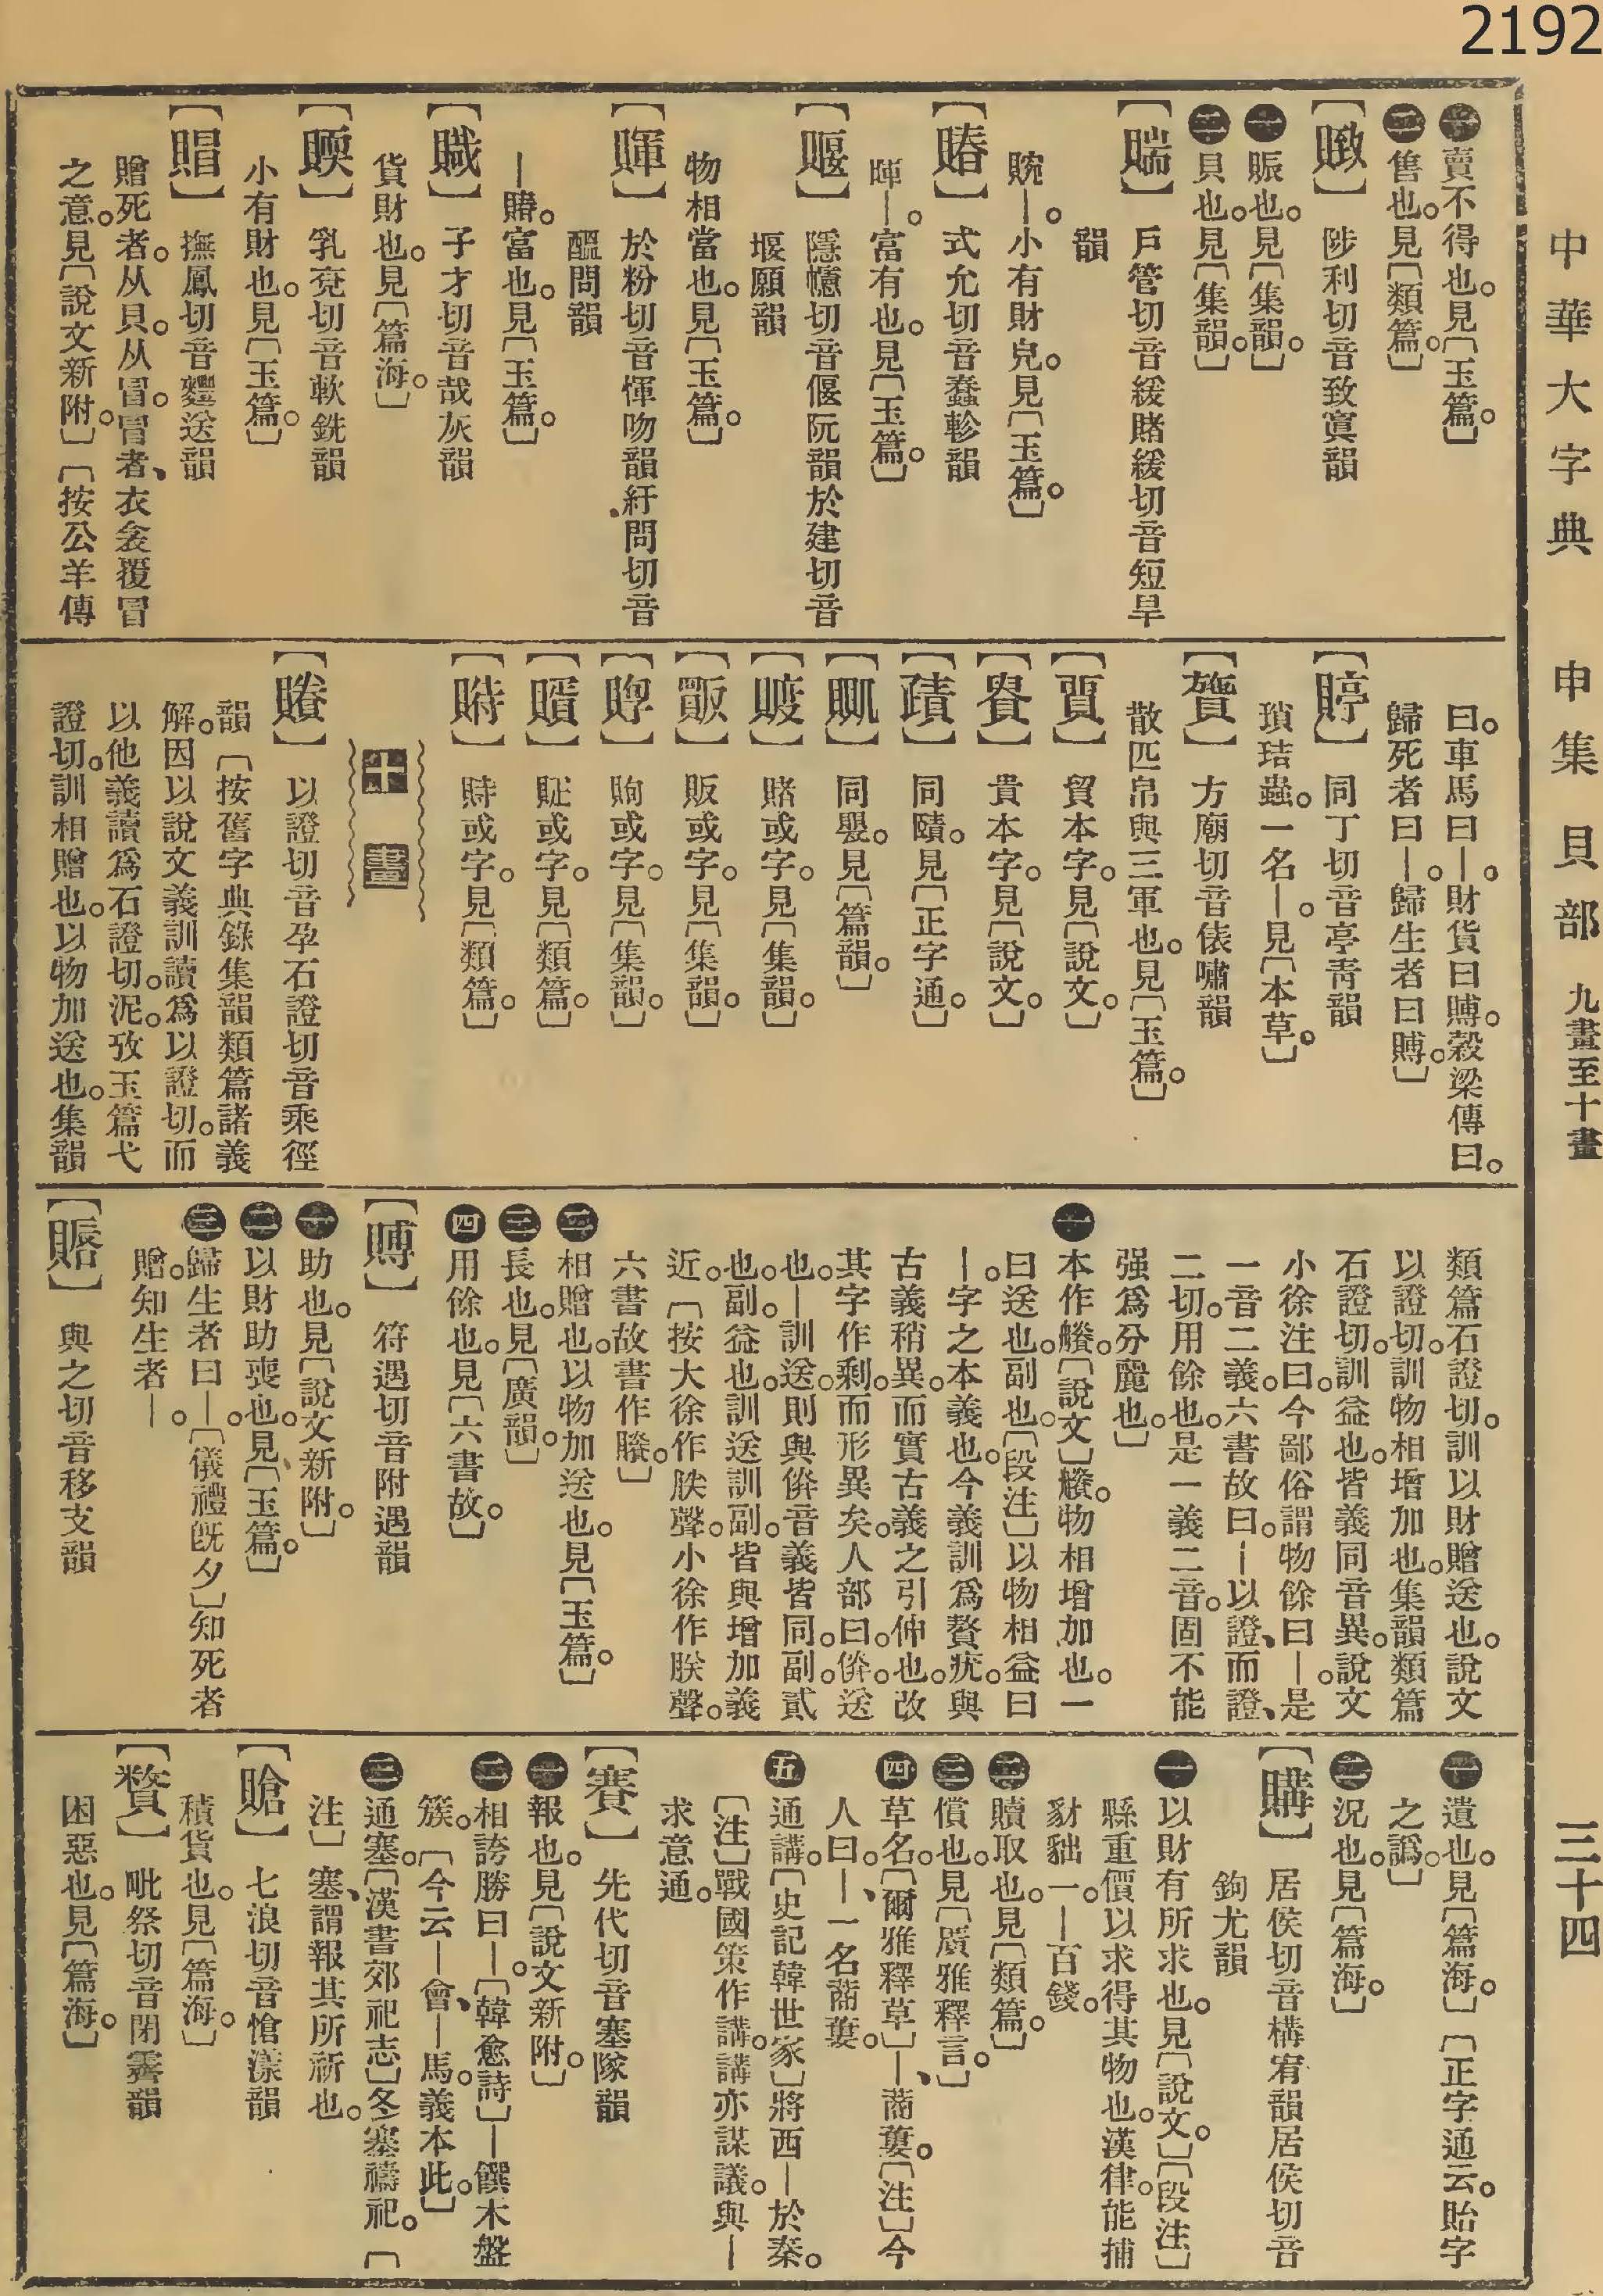 2192
中華大字典 申集 貝部 九畫至十畫 三十四
㊀賣不得也。見〔玉篇。〕
㊁售也。見〔類篇。〕
【䞃】陟利切音致寘韻
㊀賑也。見〔集韻。〕
㊁貝也。見〔集韻。〕
【貒】戶管切音緩賭緩切音短旱
韻
䝹｜。小有財皃。見〔玉篇。〕
【賰】式允切音蠢軫韻
賱｜。富有也。見〔玉篇。〕
【䞁】隱幰切音偃阮韻於建切音
堰願韻
物相當也。見〔玉篇。〕
【賱】於粉切音惲吻韻紆問切音
醞問韻
｜賰。富也。見〔玉篇。〕
子才切音哉灰韻
貨財也。見〔篇海。〕
乳兗切音軟銑韻
小有財也。見〔玉篇。〕
【賵】撫鳳切音䒦送韻
贈死者。从貝。从冒。冒者、衣衾覆冒
之意。見〔說文新附。〕〔按公羊傳
曰。車馬曰｜。財貨曰賻。穀梁傳曰。
歸死者曰｜。歸生者曰賻。〕
【䝼】同丁切音亭靑韻
瑣𤥗蟲。一名｜。見〔本草。〕
方廟切音俵嘯韻
散匹帛與三軍也。見〔玉篇。〕
貿本字。見〔說文。〕
貴本字。見〔說文。〕
同賾。見〔正字通。〕
同贶。見〔篇韻。〕
賭或字。見〔集韻。〕
販或字。見〔集韻。〕
䝧或字。見〔集韻。〕
䝪或字。見〔類篇。〕
䝰或字。見〔類篇。〕
十畫
【賸】以證切音孕石證切音乘徑
韻〔按舊字典錄集韻類篇諸義
解。因以說文義訓讀爲以證切。而
以他義讀爲石證切。泥。攷玉篇弋
證切。訓相贈也。以物加送也。集韻
類篇石證切。訓以財贈送也。說文
以證切。訓物相增加也。集韻類篇
石證切。訓益也。皆義同音異。說文
小徐注曰。今鄙俗謂物餘曰｜。是
一音二義。六書故曰。｜以證、而證、
二切。用餘也。是一義二音。固不能
强爲分麗也。〕
㊀本作賸。〔說文〕賸。物相增加也。一
曰送也。副也。〔段注〕以物相益曰
｜。字之本義也。今義訓爲贅疣。與
古義稍異。而實古義之引伸也。改
其字作剩。而形異矣。人部曰。倂。送
也。｜訓送。則與倂音義皆同。副。貳
也。副。益也。訓送訓副。皆與增加義
近。〔按大徐作朕聲。小徐作朕聲。
六書故書作賸。〕
㊁相贈也。以物加送也。見〔玉篇。〕
㊂長也。見〔廣韻。〕
㊃用餘也。見〔六書故。〕
【賻】符遇切音附遇韻
㊀助也。見〔說文新附。〕
㊁以財助喪也。見〔玉篇。〕
㊂歸生者曰｜。〔儀禮旣夕〕知死者
贈。知生者｜。
與之切音移支韻
㊀遺也。見〔篇海。〕〔正字通云。貽字
之譌。〕
㊁況也。見〔篇海。〕
【購】居侯切音構宥韻居侯切音
鉤尤韻
㊀以財有所求也。見〔說文。〕〔段注〕
縣重價以求得其物也。漢律。能捕
豺貀一。｜百錢。
㊁贖取也。見〔類篇。〕
㊂償也。見〔廣雅釋言。〕
㊃草名。〔爾雅釋草〕｜、蔏蔞。〔注〕今
人曰｜、一名蔏蔞。
㊄通講。〔史記韓世家〕將西｜於秦。
〔注〕戰國策作講。講亦謀議。與｜
求意通。
【賽】先代切音塞隊韻
㊀報也。見〔說文新附。〕
㊁相誇勝曰｜。〔韓愈詩〕｜饌木盤
簇。〔今云｜會、｜馬。義本此。〕
㊂通塞。〔漢書郊祀志〕冬塞禱祀。〔
注〕塞、謂報其所祈也。
【䞈】七浪切音愴漾韻
積貨也。見〔篇海。〕
毗祭切音閉霽韻
困惡也。見〔篇海。〕